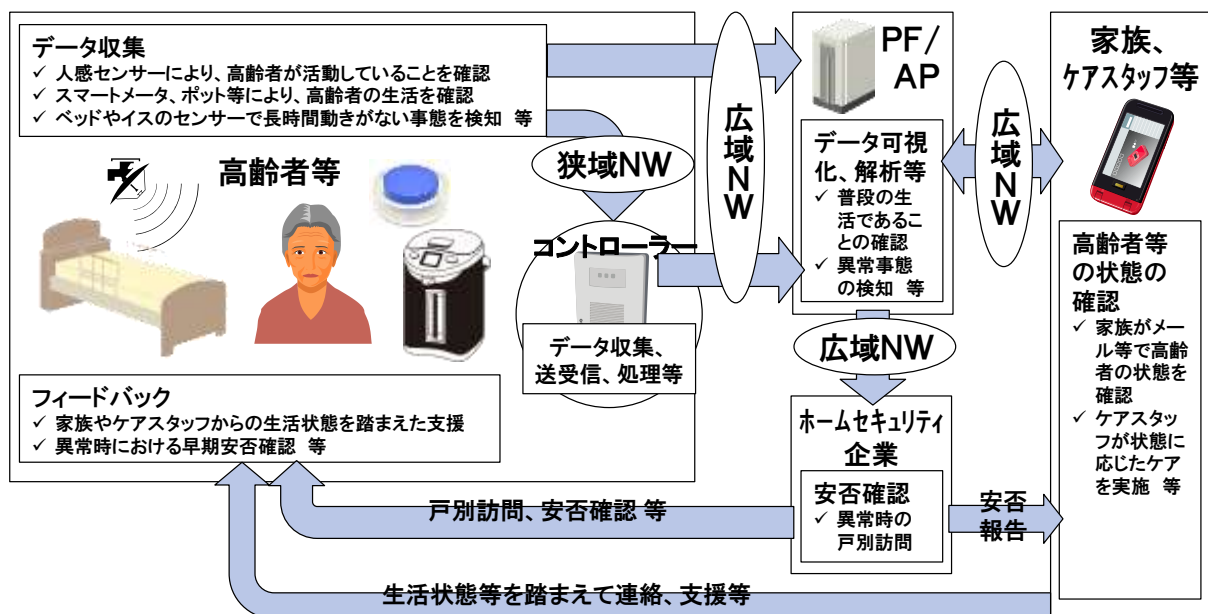 データ収集
✓ 人感センサーにより、高齢者が活動していることを確認
✓ スマートメータ、ポット等により、高齢者の生活を確認
✓ ベッドやイスのセンサーで長時間動きがない事態を検知 等
高齢者等
狭域NW
コントローラー
データ収集、
送受信、処理等
フィードバック
✓ 家族やケアスタッフからの生活状態を踏まえた支援
✓ 異常時における早期安否確認 等
広域NW
PF/
AP
データ可視
化、解析等
✓ 普段の生
活であるこ
との確認
✓ 異常事態
の検知 等
広域NW
広域NW
家族、
ケアスタッフ等
高齢者等
の状態の
確認
✓ 家族がメー
ル等で高齢
者の状態を
確認
✓ ケアスタッ
フが状態に
応じたケア
を実施 等
ホームセキュリティ
企業
安否確認
✓ 異常時の
戸別訪問
安否
報告
戸別訪問、安否確認 等
生活状態等を踏まえて連絡、支援等